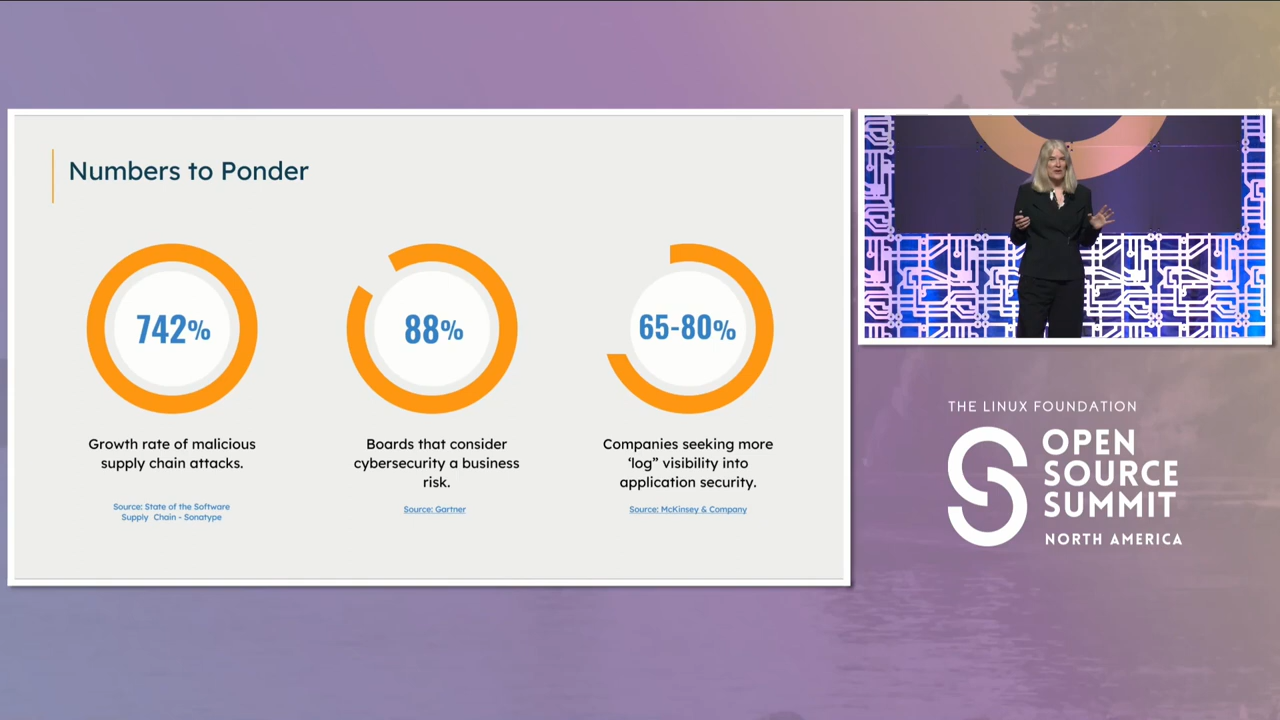 Numbers to Ponder
742%
Growth rate of malicious
supply chain attacks.
Source: State of the Software
Supply Chain - Sonatype
88%
Boards that consider
cybersecurity a business
risk.
Source: Gartner
65-80%
Companies seeking more
‘log” visibility into
application security.
Source: McKinsey & Company
THE LINUX FOUNDATION
OPEN
SOURCE
SUMMIT
NORTH AMERICA